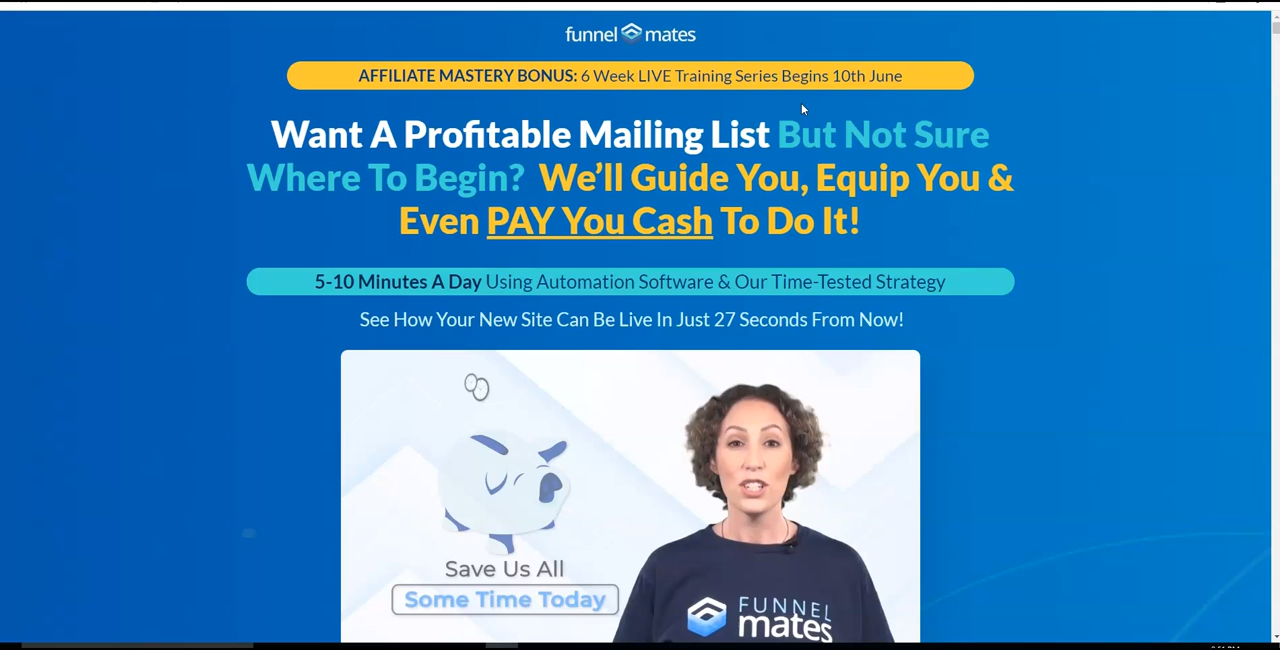 funnel mates
AFFILIATE MASTERY BONUS: 6 Week LIVE Training Series Begins 10th June
Want A Profitable Mailing List But Not Sure
Where To Begin? We'll Guide You, Equip You &
Even PAY You Cash To Do It!
5-10 Minutes A Day Using Automation Software & Our Time-Tested Strategy
See How Your New Site Can Be Live In Just 27 Seconds From Now!
Save Us All
Some Time Today
FUNNEL
mates